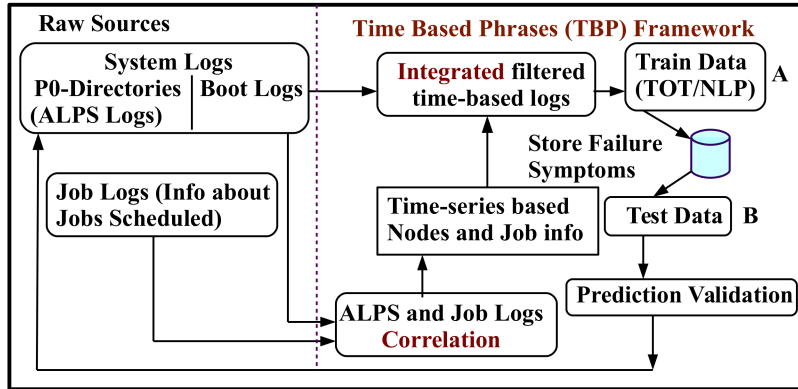 Raw Sources
Time Based Phrases (TBP) Framework
System Logs
P0-Directories
(ALPS Logs)
Boot Logs
Integrated filtered
time-based logs
Train Data
(TOT/NLP)
A
Store Failure
Symptoms
Job Logs (Info about
Jobs Scheduled)
Time-series based
Nodes and Job info
Test Data
B
Prediction Validation
ALPS and Job Logs
Correlation